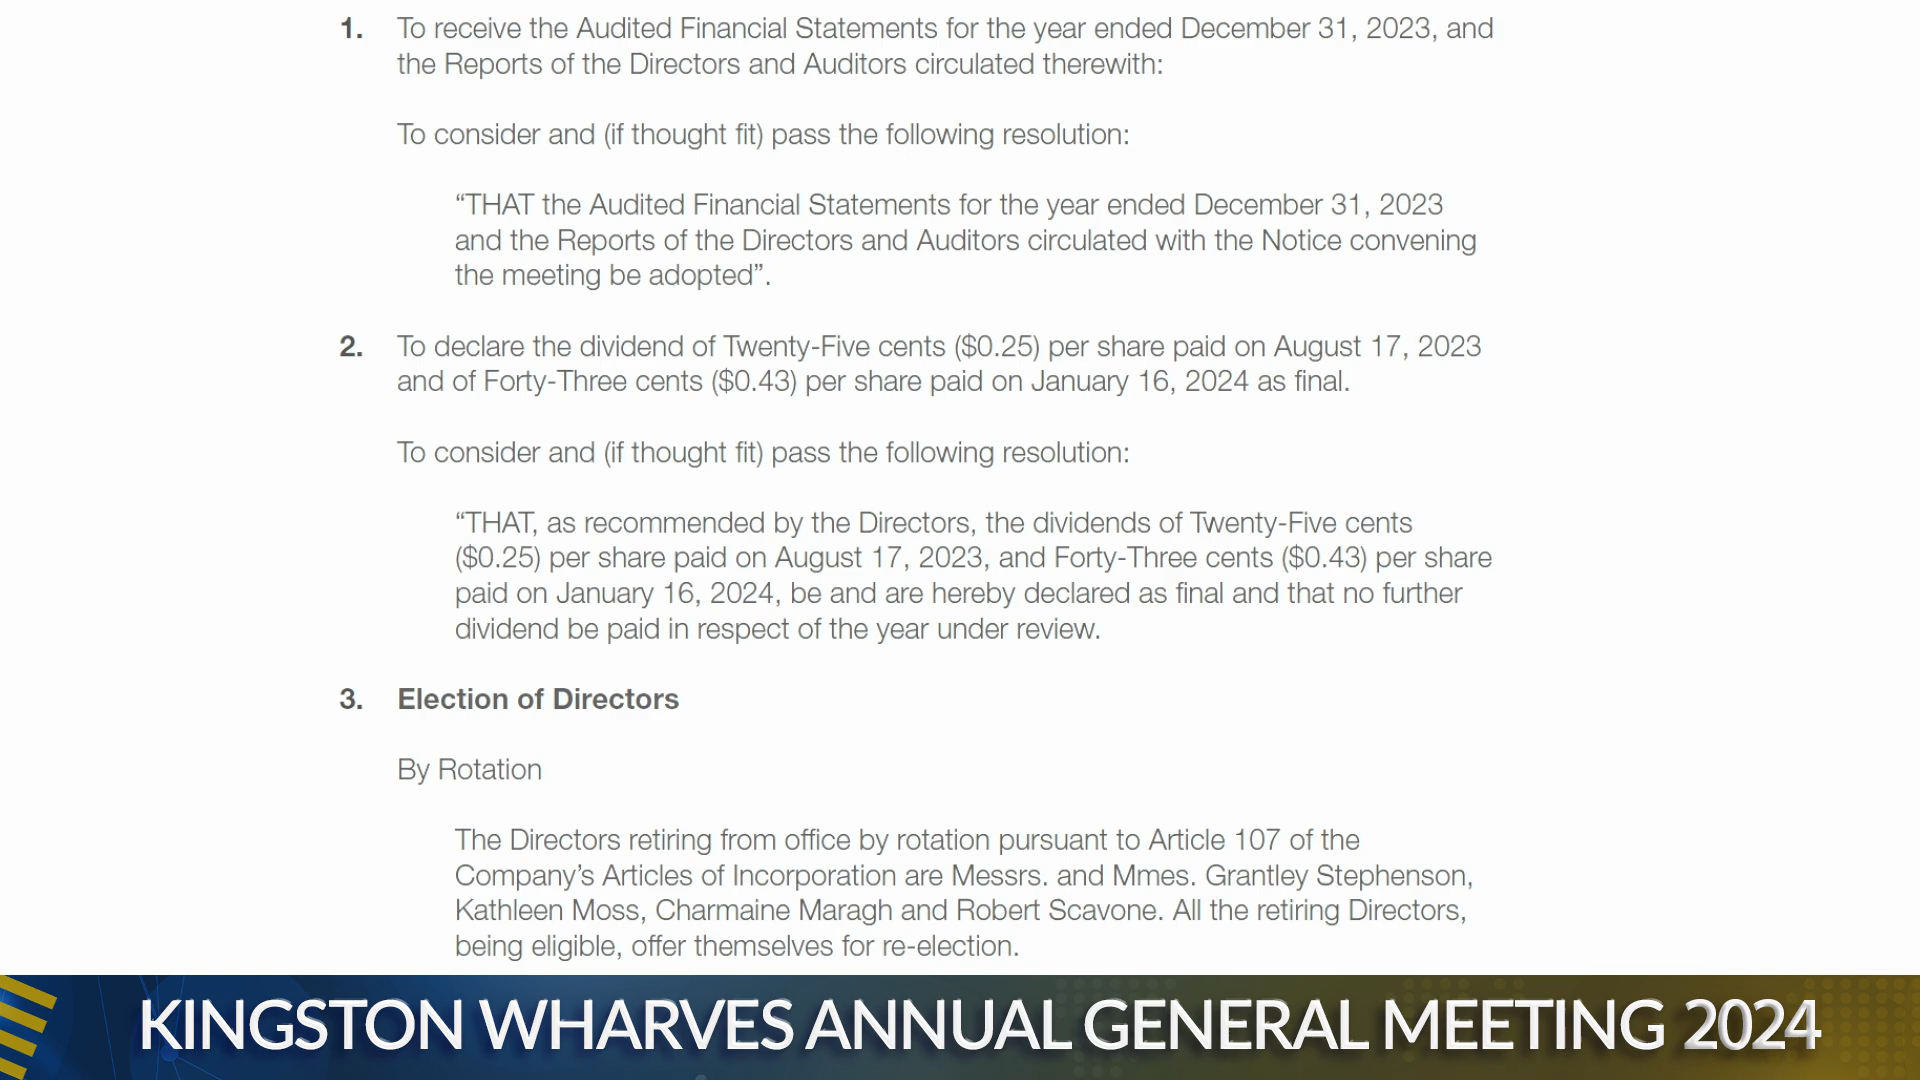 1. To receive the Audited Financial Statements for the year ended December 31, 2023, and
the Reports of the Directors and Auditors circulated therewith:
To consider and (if thought fit) pass the following resolution:
“THAT the Audited Financial Statements for the year ended December 31, 2023
and the Reports of the Directors and Auditors circulated with the Notice convening
the meeting be adopted”.
2. To declare the dividend of Twenty-Five cents ($0.25) per share paid on August 17, 2023
and of Forty-Three cents ($0.43) per share paid on January 16, 2024 as final.
To consider and (if thought fit) pass the following resolution:
“THAT, as recommended by the Directors, the dividends of Twenty-Five cents
($0.25) per share paid on August 17, 2023, and Forty-Three cents ($0.43) per share
paid on January 16, 2024, be and are hereby declared as final and that no further
dividend be paid in respect of the year under review.
3. Election of Directors
By Rotation
The Directors retiring from office by rotation pursuant to Article 107 of the
Company’s Articles of Incorporation are Messrs. and Mmes. Grantley Stephenson,
Kathleen Moss, Charmaine Maragh and Robert Scavone. All the retiring Directors,
being eligible, offer themselves for re-election.
KINGSTON WHARVES ANNUAL GENERAL MEETING 2024